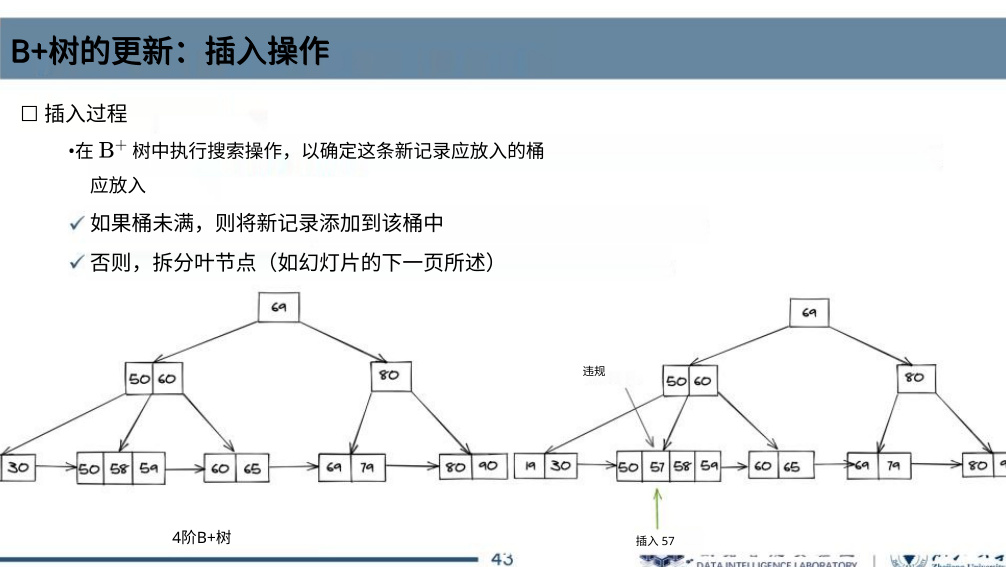 B+树的更新：插入操作
□ 插入过程
•在 B+ 树中执行搜索操作，以确定这条新记录应放入的桶
应放入
✓ 如果桶未满，则将新记录添加到该桶中
✓ 否则，拆分叶节点（如幻灯片的下一页所述）
69
50 60
80
30
50 58 59
60 65
69 79
80 90
4阶B+树
69
违规
50 60
80
19 30
50 57 58 59
60 65
69 79
80
插入 57
43
DATA INTELLIGENCE LABORATORY